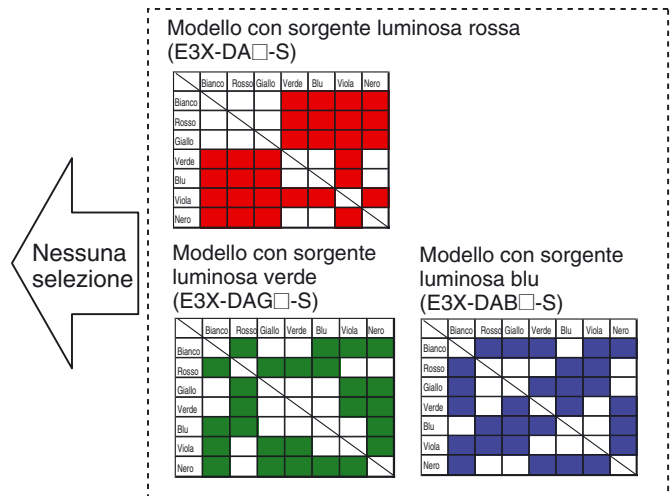 Modello con sorgente luminosa rossa
(E3X-DA□-S)
Bianco Rosso Giallo Verde Blu Viola Nero
Bianco
Rosso
Giallo
Verde
Blu
Viola
Nero
Nessuna
selezione
Modello con sorgente
luminosa verde
(E3X-DAG□-S)
Bianco Rosso Giallo Verde Blu Viola Nero
Bianco
Rosso
Giallo
Verde
Blu
Viola
Nero
Modello con sorgente
luminosa blu
(E3X-DAB□-S)
Bianco Rosso Giallo Verde Blu Viola Nero
Bianco
Rosso
Giallo
Verde
Blu
Viola
Nero